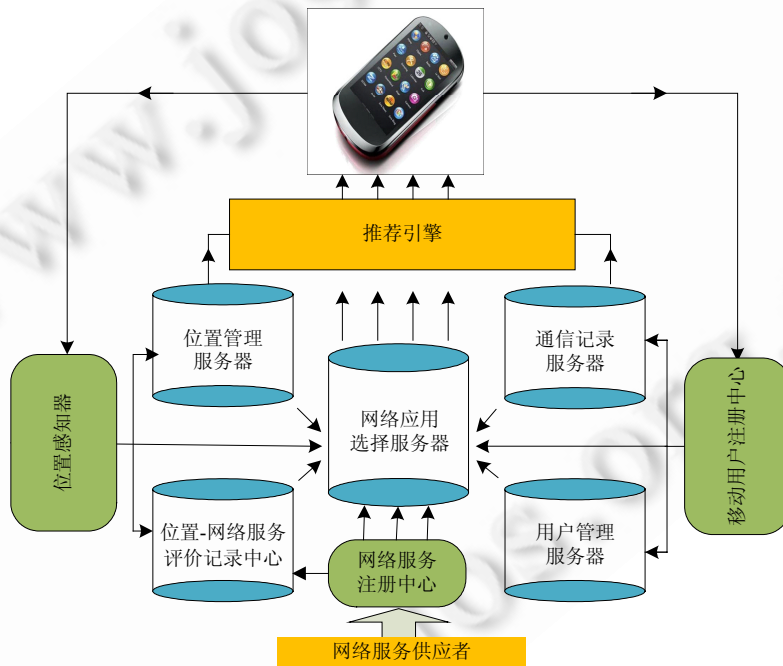 推荐引擎
位置管理
服务器
通信记录
服务器
网络应用
选择服务器
位置感知器
移动用户注册中心
位置-网络服务
评价记录中心
网络服务
注册中心
用户管理
服务器
网络服务供应者
www.jos.org